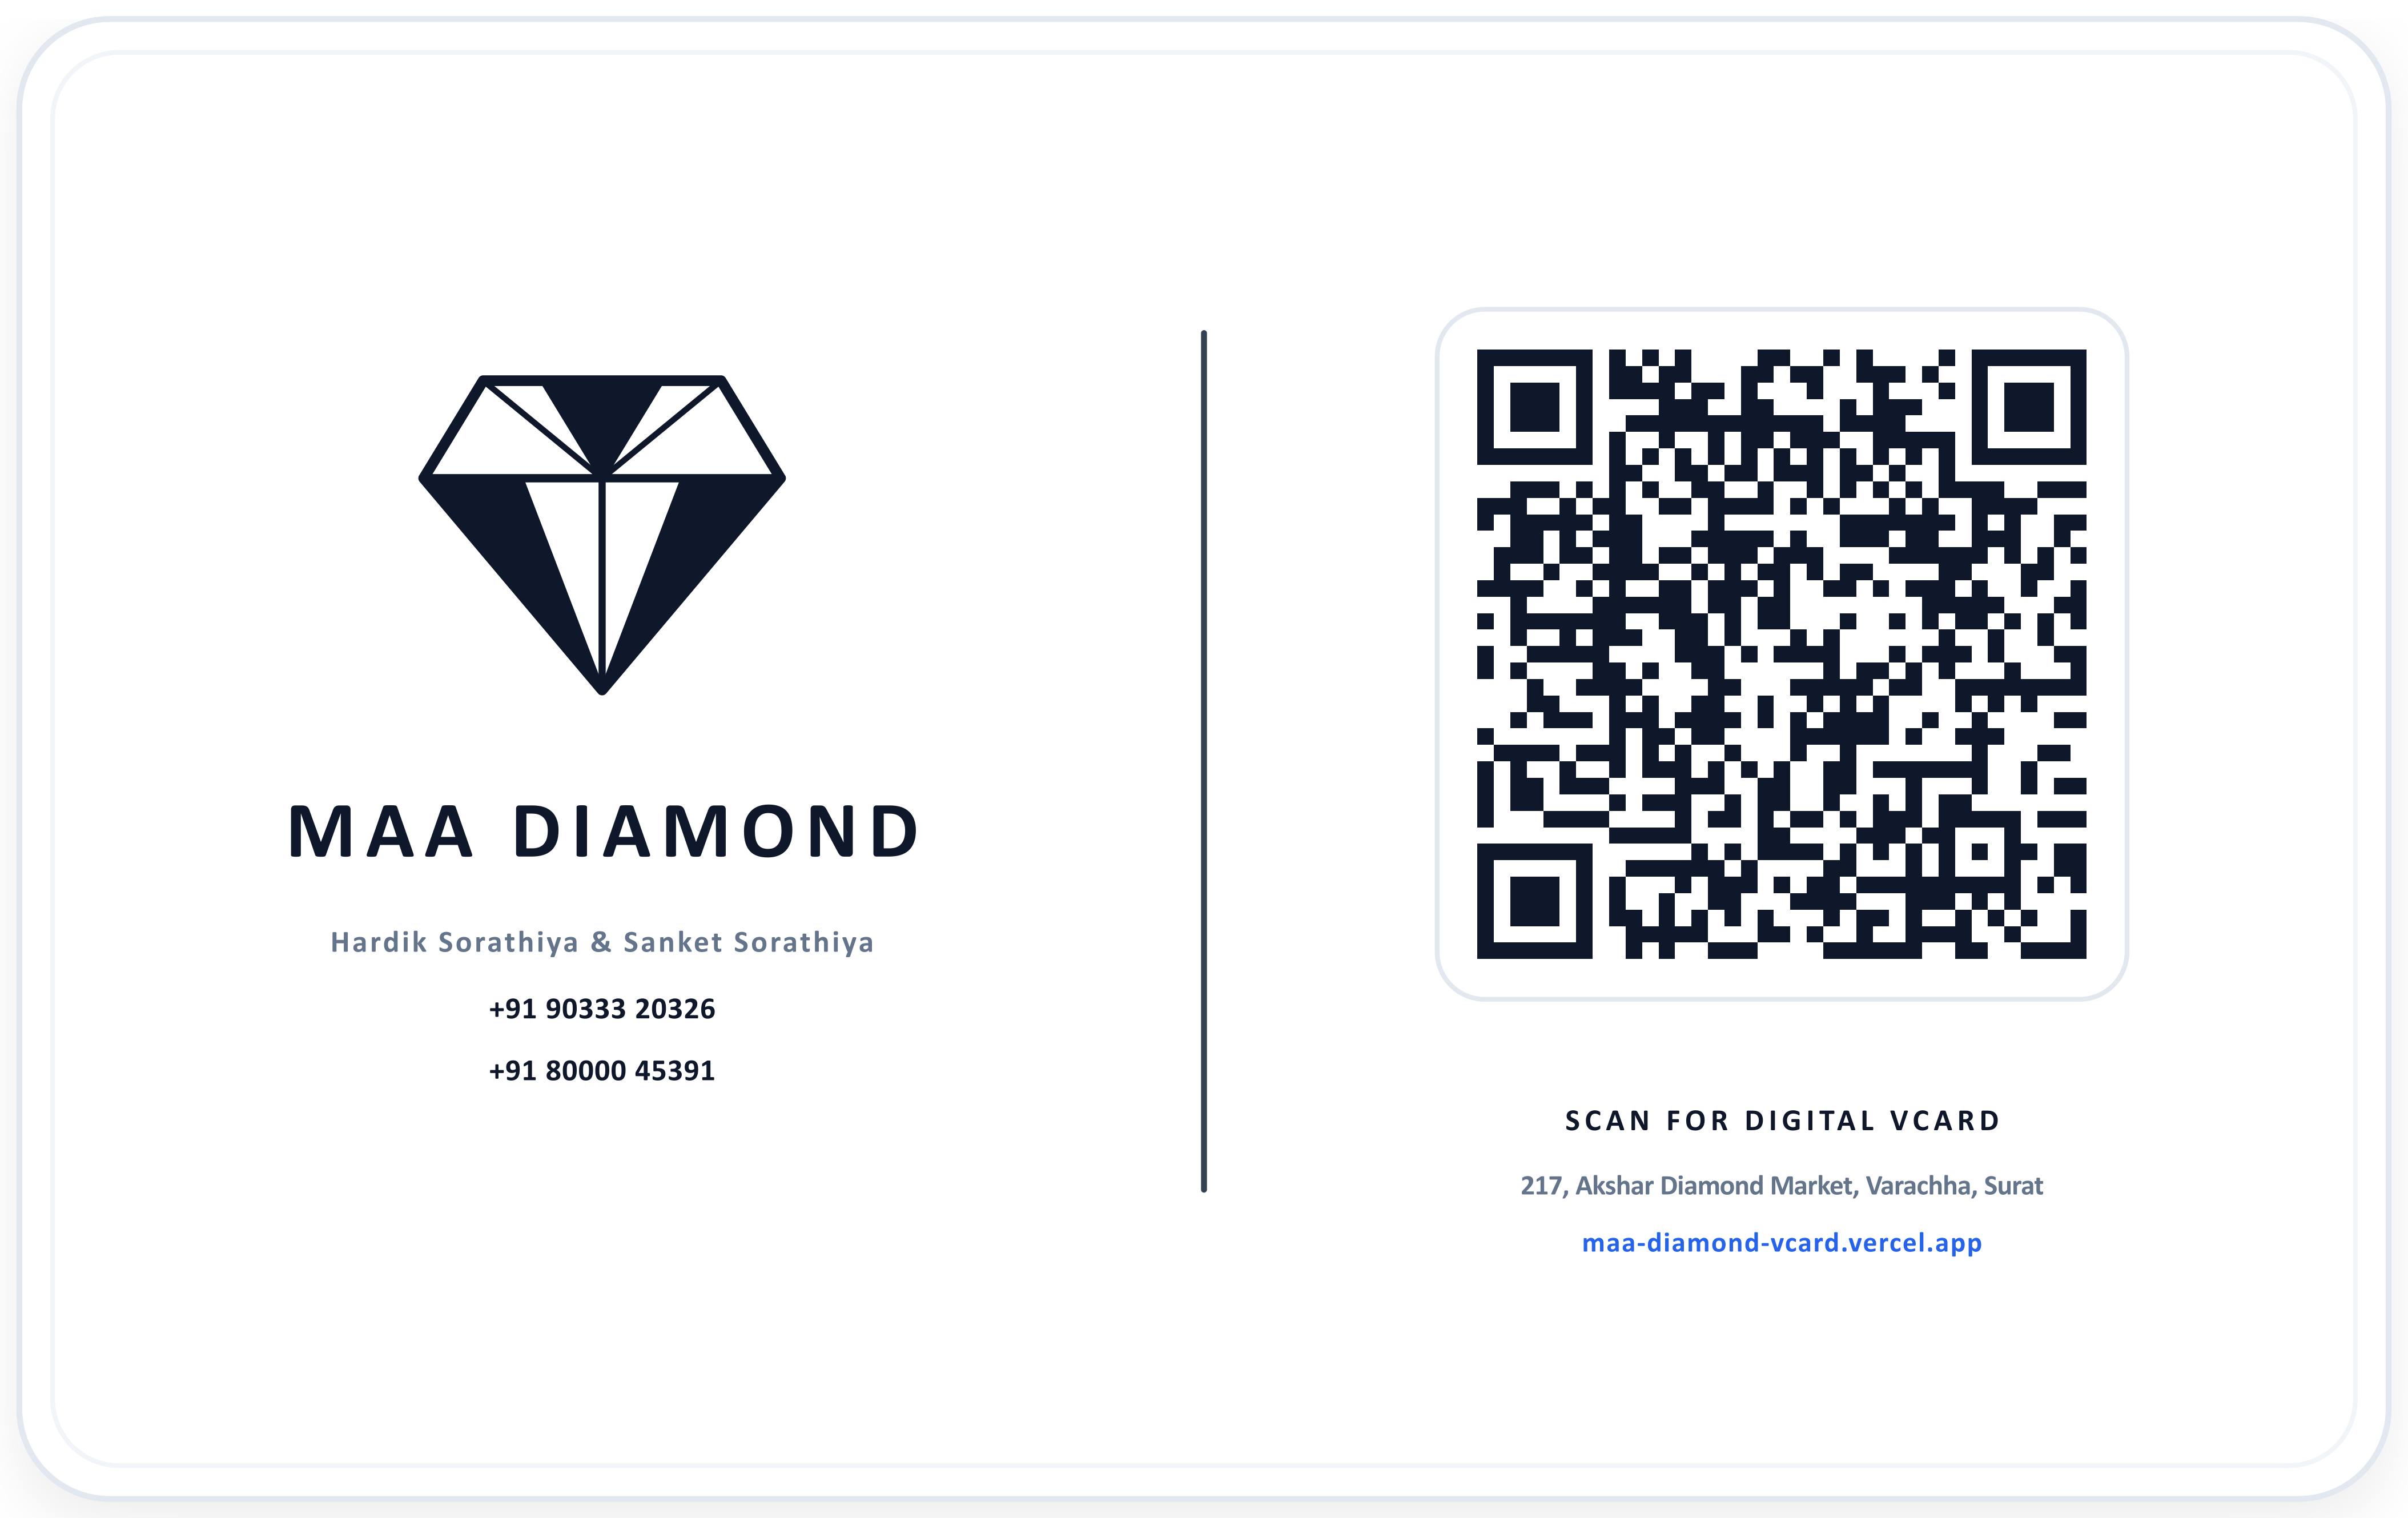 MAA DIAMOND
Hardik Sorathiya & Sanket Sorathiya
+91 90333 20326
+91 80000 45391
SCAN FOR DIGITAL VCARD
217, Akshar Diamond Market, Varachha, Surat
maa-diamond-vcard.vercel.app